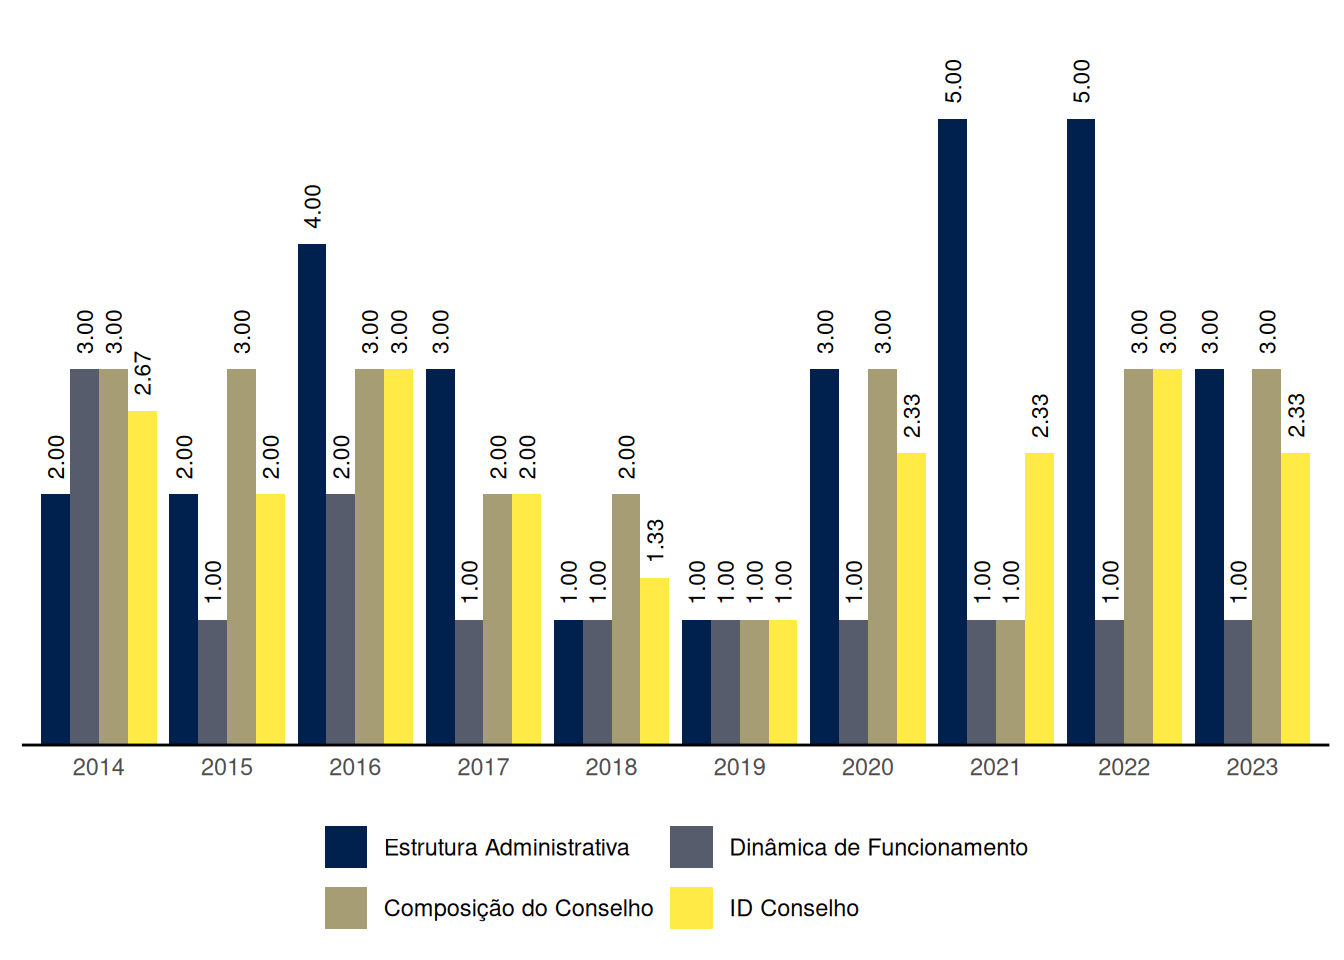 5.00 5.00
4.00
3.00 3.00 3.00 3.00 3.00 3.00 3.00 3.00 3.00 3.00 3.00 3.00
2.67 2.33 2.33 2.33
2.00 2.00 2.00 2.00 2.00 2.00 2.00
1.33
1.00 1.00 1.00 1.00 1.00 1.00 1.00 1.00 1.00 1.00 1.00 1.00 1.00
2014 2015 2016 2017 2018 2019 2020 2021 2022 2023
Estrutura Administrativa Dinâmica de Funcionamento
Composição do Conselho ID Conselho